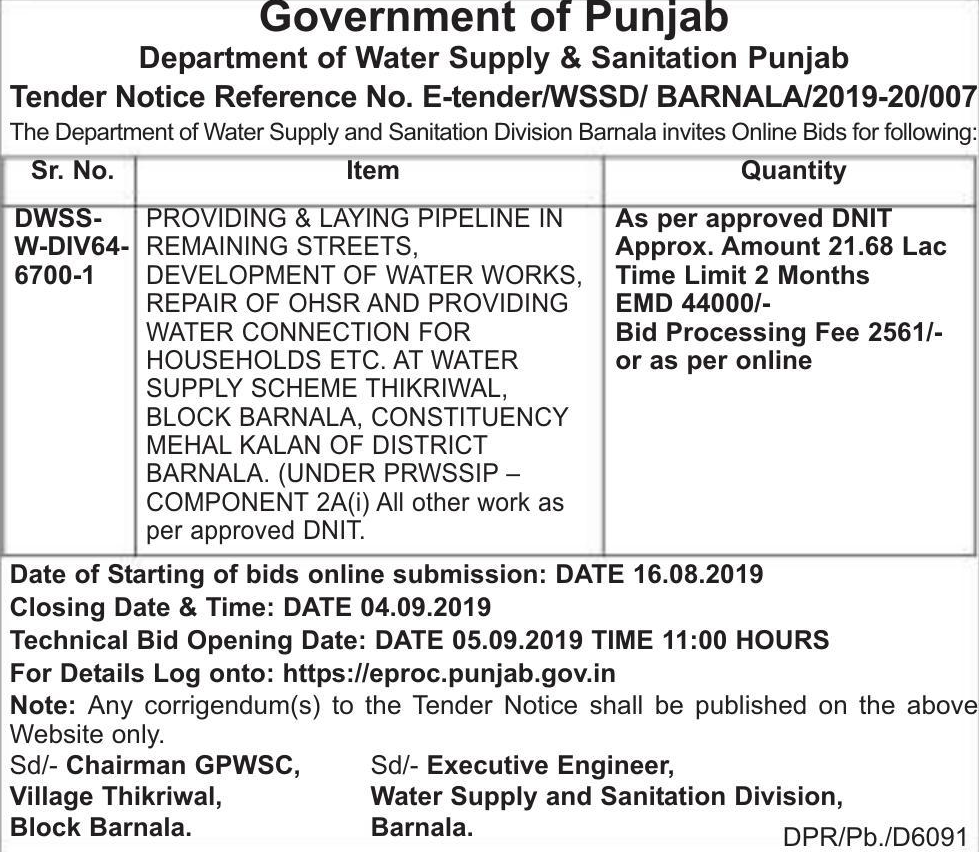 Government of Punjab
Department of Water Supply & Sanitation Punjab
Tender Notice Reference No. E-tender/WSSD/ BARNALA/2019-20/007
The Department of Water Supply and Sanitation Division Barnala invites Online Bids for following:
Sr. No. Item Quantity
DWSS-
W-DIV64-
6700-1
PROVIDING & LAYING PIPELINE IN
REMAINING STREETS,
DEVELOPMENT OF WATER WORKS,
REPAIR OF OHSR AND PROVIDING
WATER CONNECTION FOR
HOUSEHOLDS ETC. AT WATER
SUPPLY SCHEME THIKRIWAL,
BLOCK BARNALA, CONSTITUENCY
MEHAL KALAN OF DISTRICT
BARNALA. (UNDER PRWSSIP –
COMPONENT 2A(i) All other work as
per approved DNIT.
As per approved DNIT
Approx. Amount 21.68 Lac
Time Limit 2 Months
EMD 44000/-
Bid Processing Fee 2561/-
or as per online
Date of Starting of bids online submission: DATE 16.08.2019
Closing Date & Time: DATE 04.09.2019
Technical Bid Opening Date: DATE 05.09.2019 TIME 11:00 HOURS
For Details Log onto: https://eproc.punjab.gov.in
Note: Any corrigendum(s) to the Tender Notice shall be published on the above
Website only.
Sd/- Chairman GPWSC,
Village Thikriwal,
Block Barnala.
Sd/- Executive Engineer,
Water Supply and Sanitation Division,
Barnala.
DPR/Pb./D6091